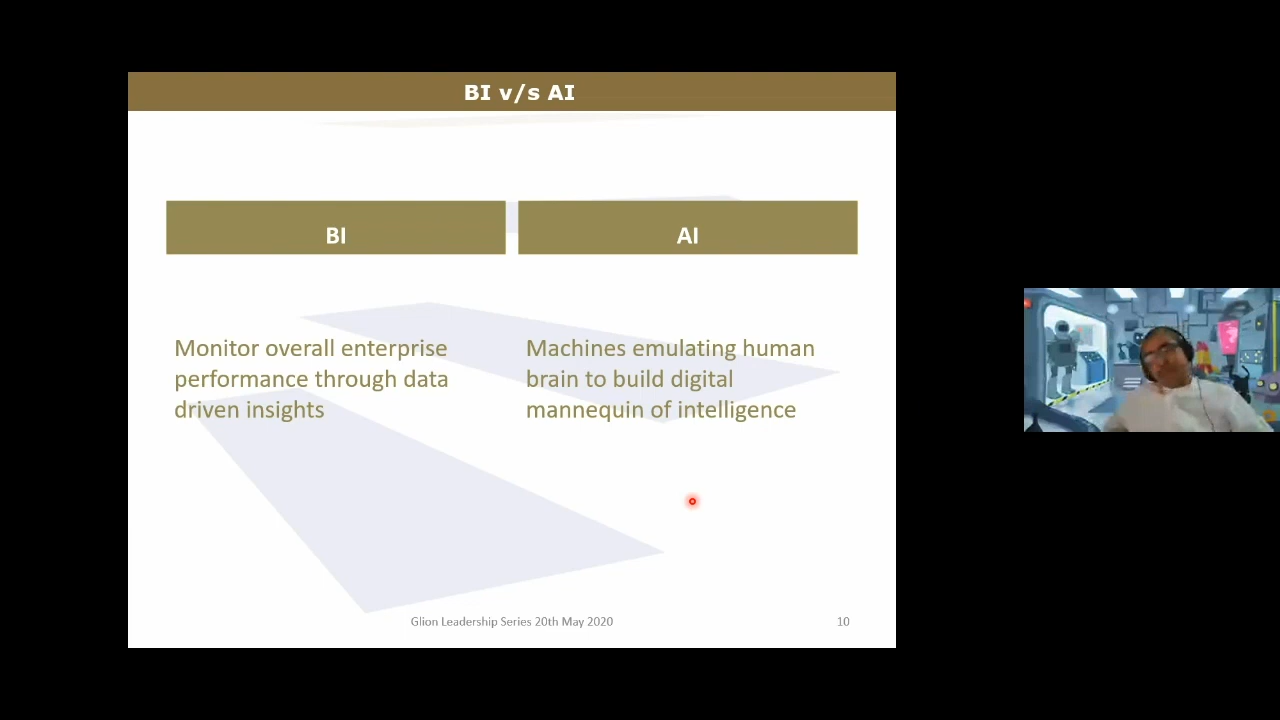 BI v/s AI
BI
AI
Monitor overall enterprise
performance through data
driven insights
Machines emulating human
brain to build digital
mannequin of intelligence
Glion Leadership Series 20th May 2020
10